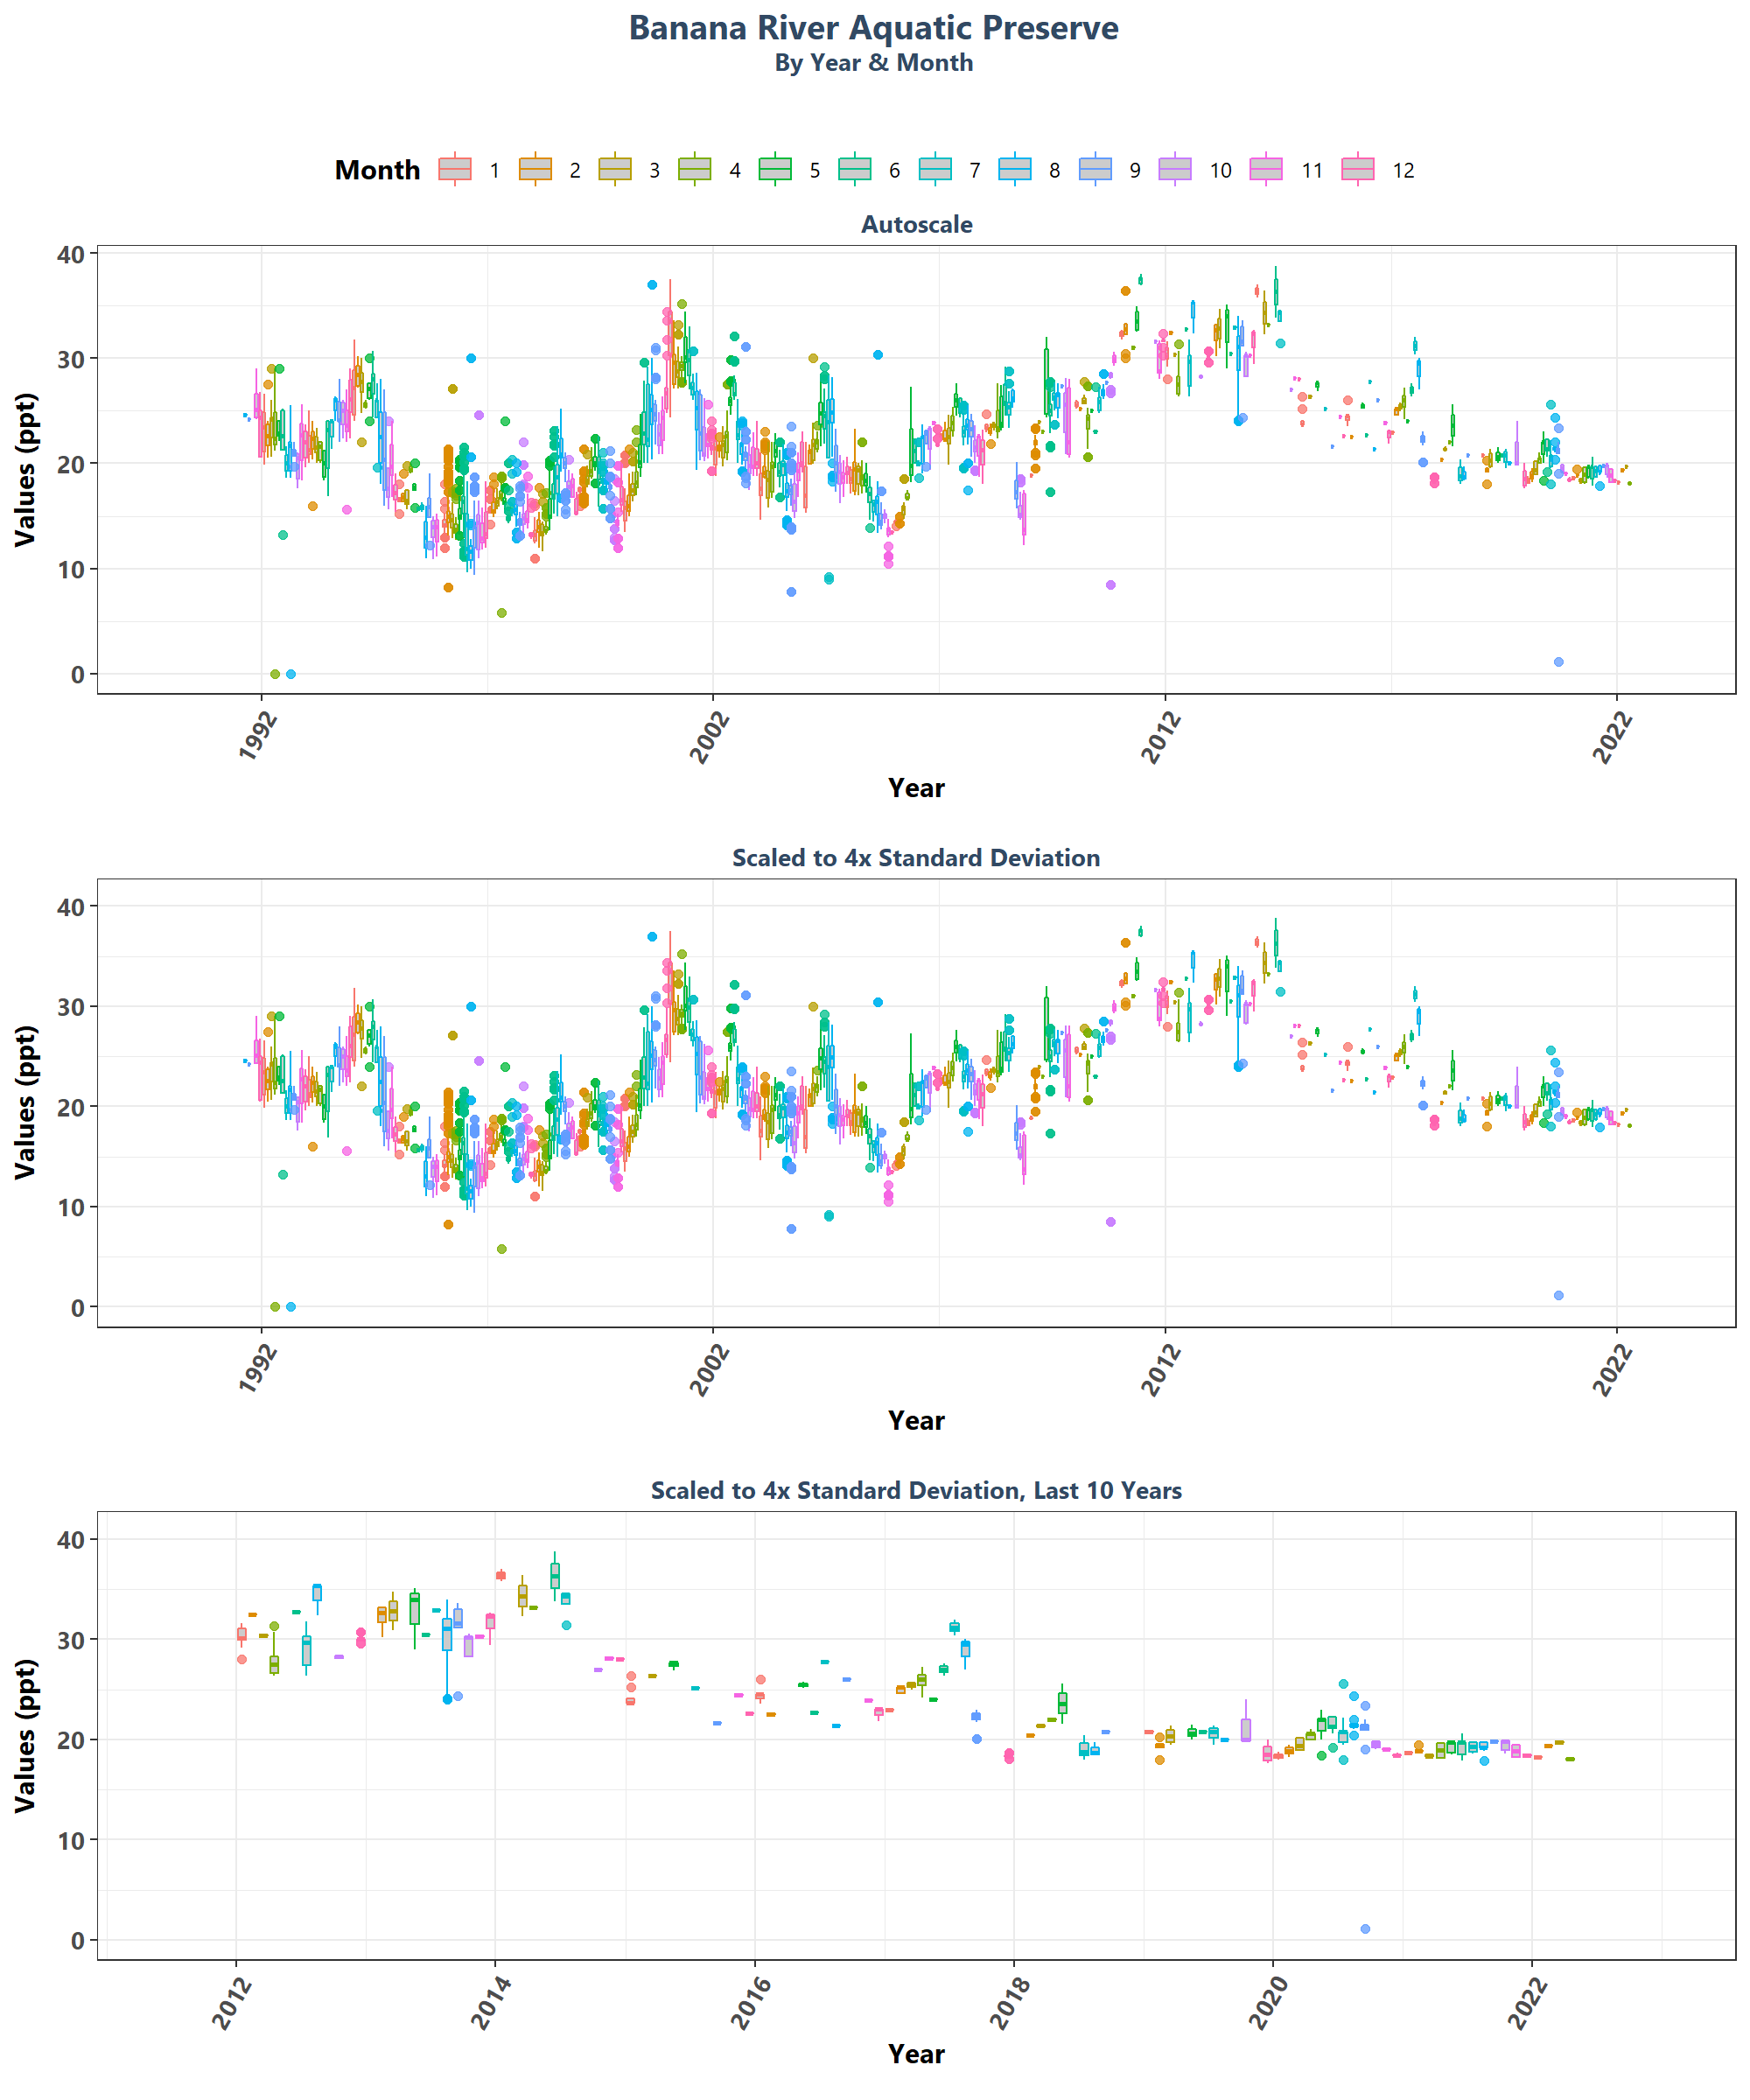 Banana River Aquatic Preserve
By Year & Month
Month 1 2 3 4 5 6 7 8 9 10 11 12
Autoscale
Values (ppt)
40
30
20
10
0
1992 2002 2012 2022
Year
Scaled to 4x Standard Deviation
Values (ppt)
40
30
20
10
0
1992 2002 2012 2022
Year
Scaled to 4x Standard Deviation, Last 10 Years
Values (ppt)
40
30
20
10
0
2012 2014 2016 2018 2020 2022
Year